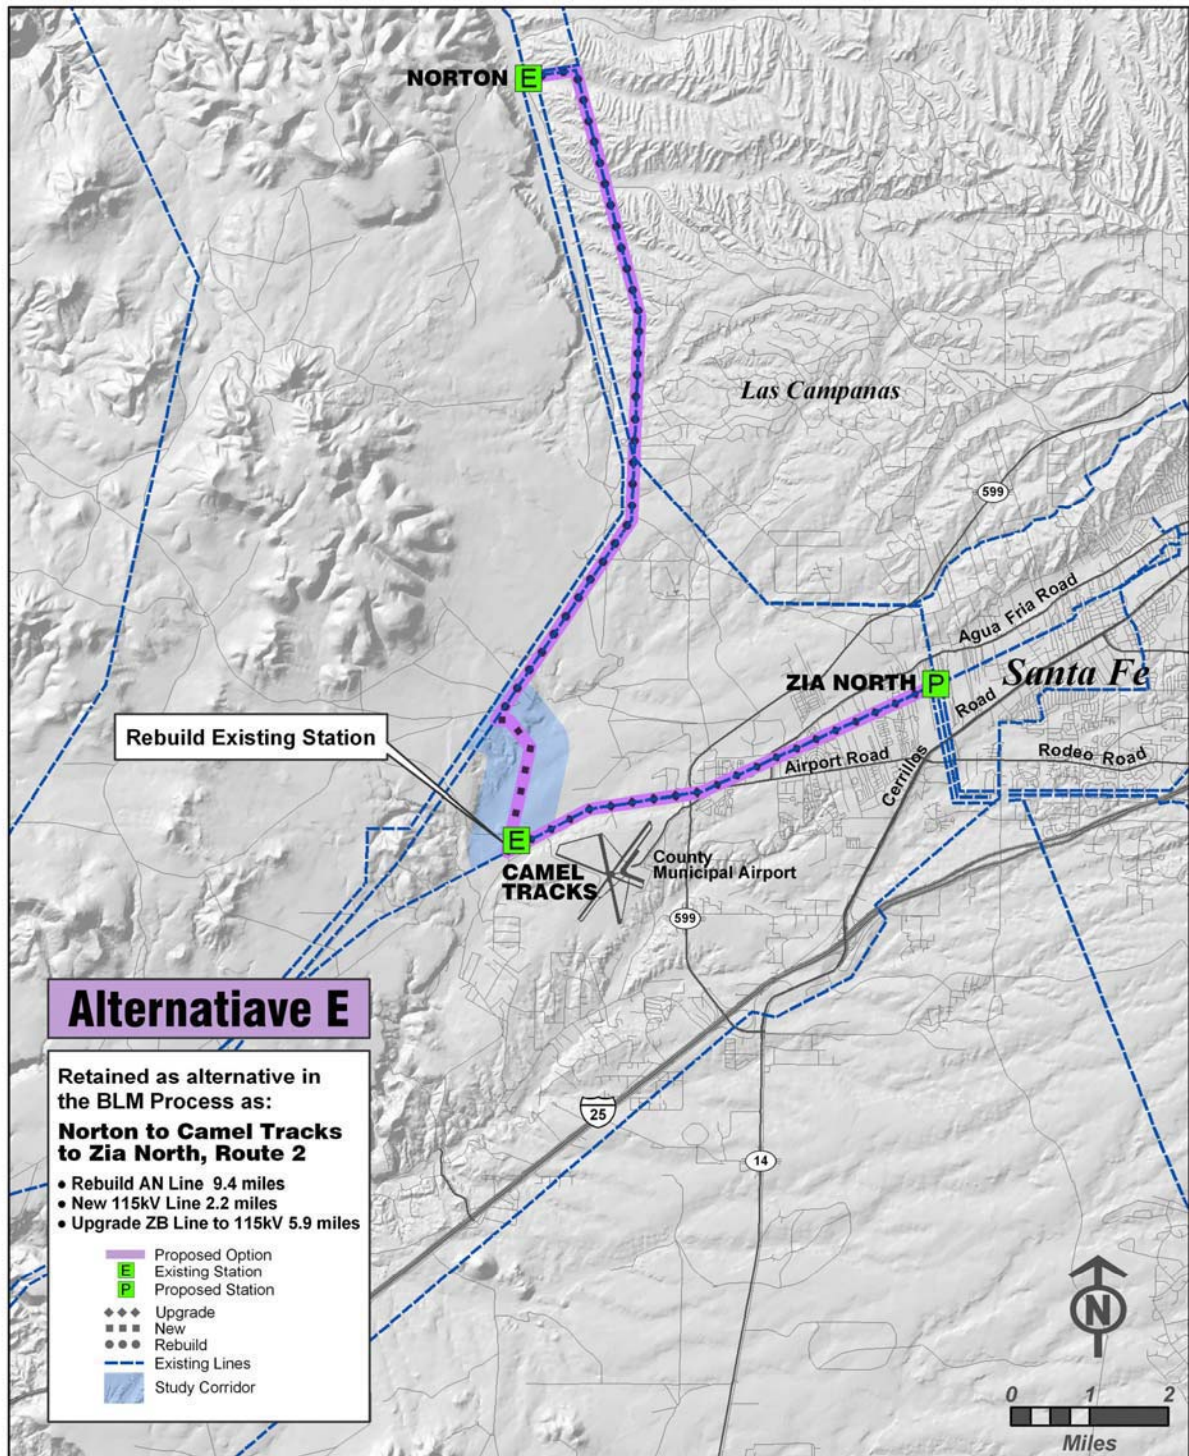 NORTON E
Las Campanas
599
Agua Fria Road
ZIA NORTH P
Santa Fe
Road
Rebuild Existing Station
Airport Road
Cerrillos
Rodeo Road
E
CAMEL
TRACKS
County
Municipal Airport
599
Alternatiave E
Retained as alternative in
the BLM Process as:
Norton to Camel Tracks
to Zia North, Route 2
• Rebuild AN Line 9.4 miles
• New 115kV Line 2.2 miles
• Upgrade ZB Line to 115kV 5.9 miles
Proposed Option
E Existing Station
P Proposed Station
Upgrade
New
Rebuild
Existing Lines
Study Corridor
25
14
N
0 1 2
Miles